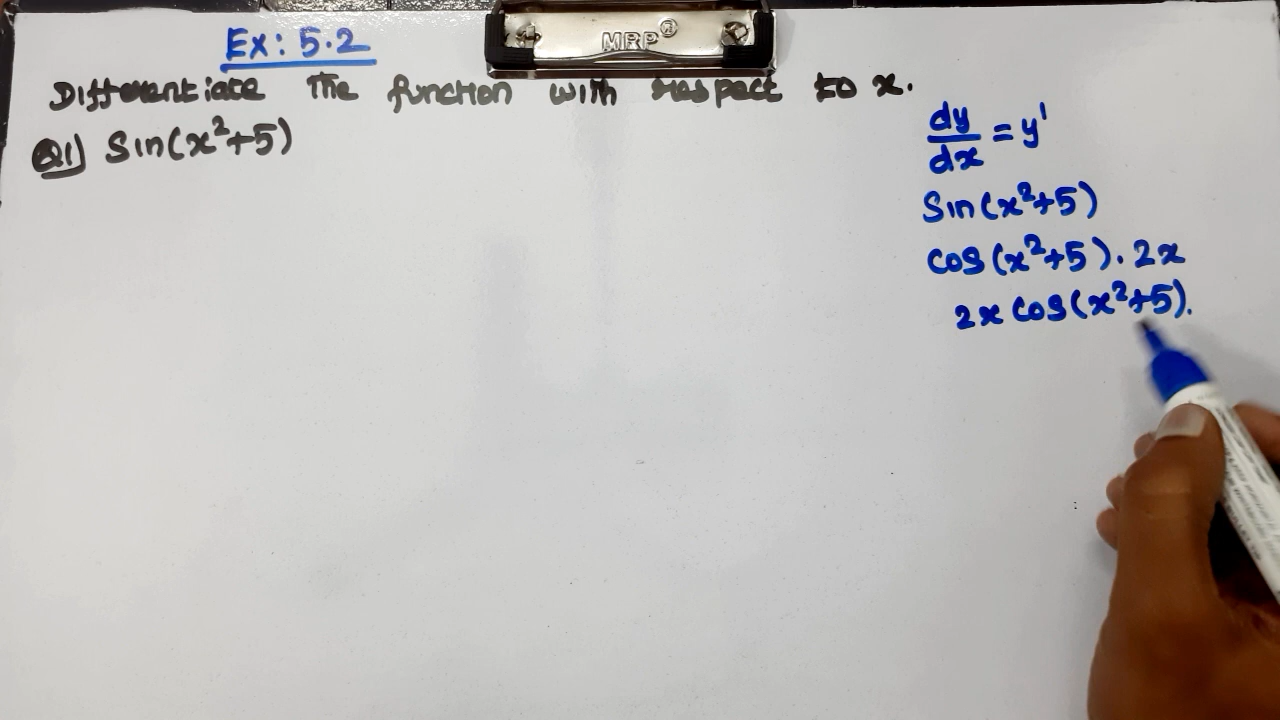 MRP®
Ex: 5.2
Differentiate the function with respect to x.
Q1) Sin(x²+5)
dy/dx = y'
Sin(x²+5)
cos(x²+5). 2x
2x cos(x²+5).